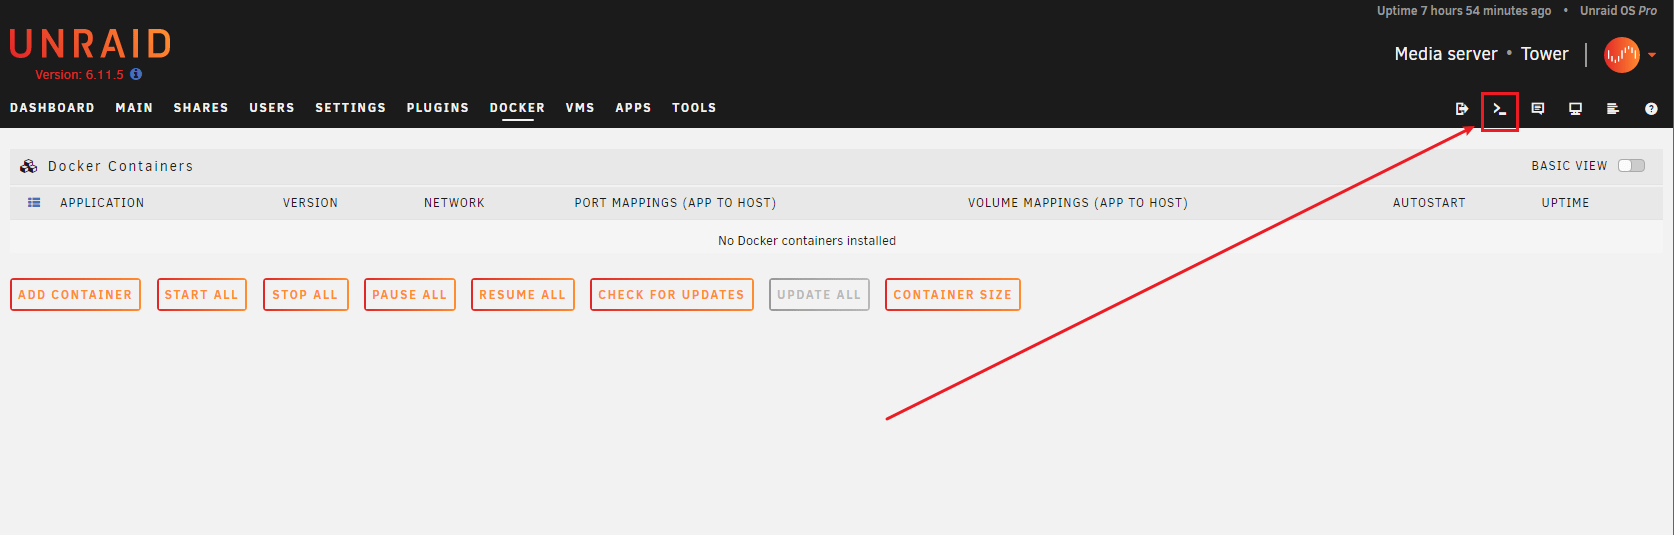 Uptime 7 hours 54 minutes ago • Unraid OS Pro
UNRAID
Media server • Tower
Version: 6.11.5
DASHBOARD MAIN SHARES USERS SETTINGS PLUGINS DOCKER VMS APPS TOOLS
Docker Containers
BASIC VIEW
APPLICATION VERSION NETWORK PORT MAPPINGS (APP TO HOST) VOLUME MAPPINGS (APP TO HOST) AUTOSTART UPTIME
No Docker containers installed
ADD CONTAINER START ALL STOP ALL PAUSE ALL RESUME ALL CHECK FOR UPDATES UPDATE ALL CONTAINER SIZE